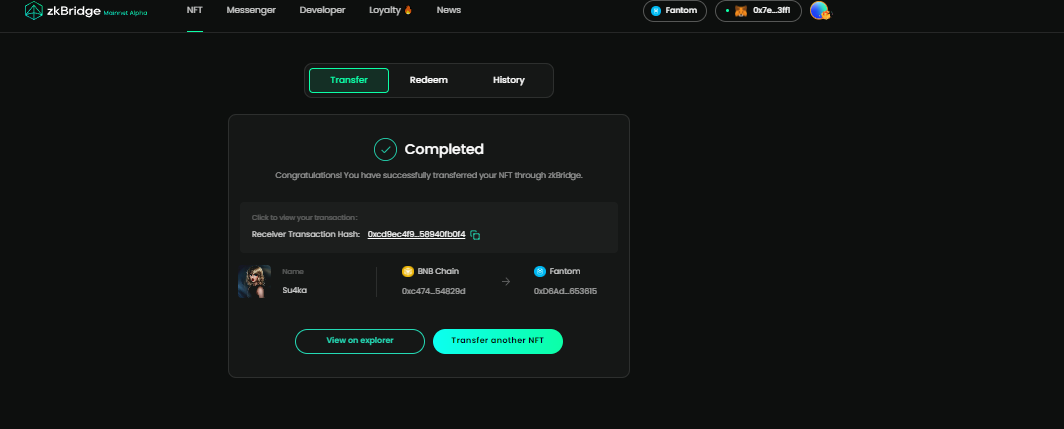 zkBridge Mainnet Alpha NFT Messenger Developer Loyalty News Fantom 0x7e...3ff1
Transfer Redeem History
Completed
Congratulations! You have successfully transferred your NFT through zkBridge.
Click to view your transaction:
Receiver Transaction Hash: 0xcd9ec4f9...58940fb0f4
Name BNB Chain Fantom
Su4ka 0xc474...54829d 0xD6Ad...653615
View on explorer Transfer another NFT